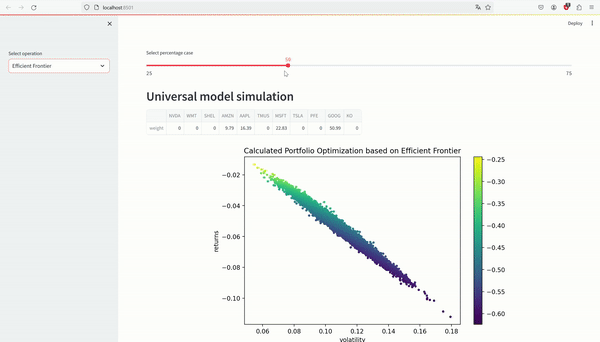 localhost:8501
Deploy
Select operation
Efficient Frontier
Select percentage case
25
75
Universal model simulation
NVDA WMT SHEL AMZN AAPL TMUS MSFT TSLA PFE GOOG KO
weight 0 0 0 9.79 16.39 0 22.83 0 0 50.99 0
Calculated Portfolio Optimization based on Efficient Frontier
−0.02
−0.04
−0.06
−0.08
−0.10
returns
0.06 0.08 0.10 0.12 0.14 0.16 0.18
volatility
−0.25
−0.30
−0.35
−0.40
−0.45
−0.50
−0.55
−0.60